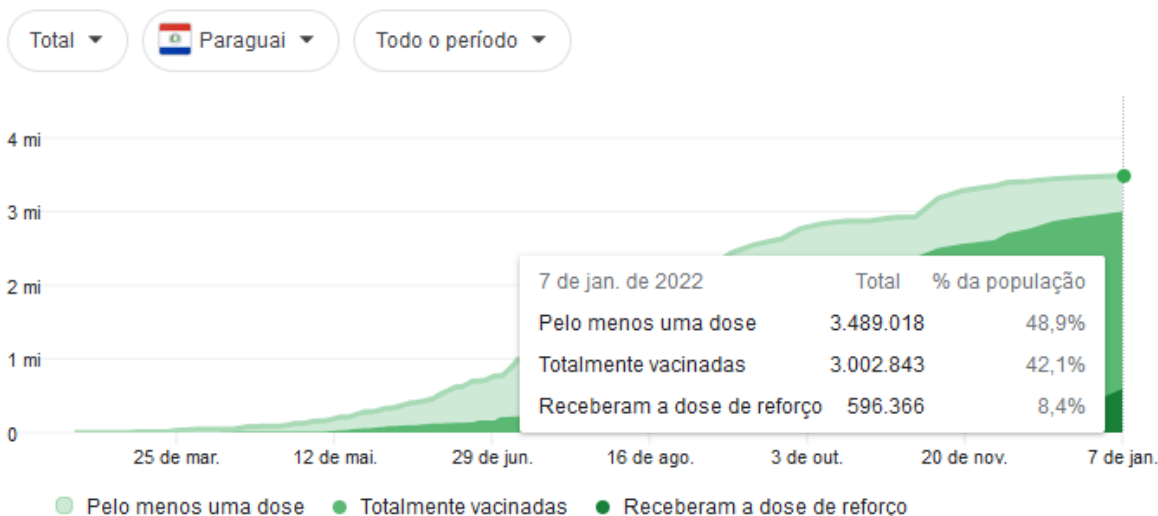 Total Paraguai Todo o período
4 mi
3 mi
2 mi
1 mi
0
7 de jan. de 2022 Total % da população
Pelo menos uma dose 3.489.018 48,9%
Totalmente vacinadas 3.002.843 42,1%
Receberam a dose de reforço 596.366 8,4%
25 de mar. 12 de mai. 29 de jun. 16 de ago. 3 de out. 20 de nov. 7 de jan.
Pelo menos uma dose Totalmente vacinadas Receberam a dose de reforço